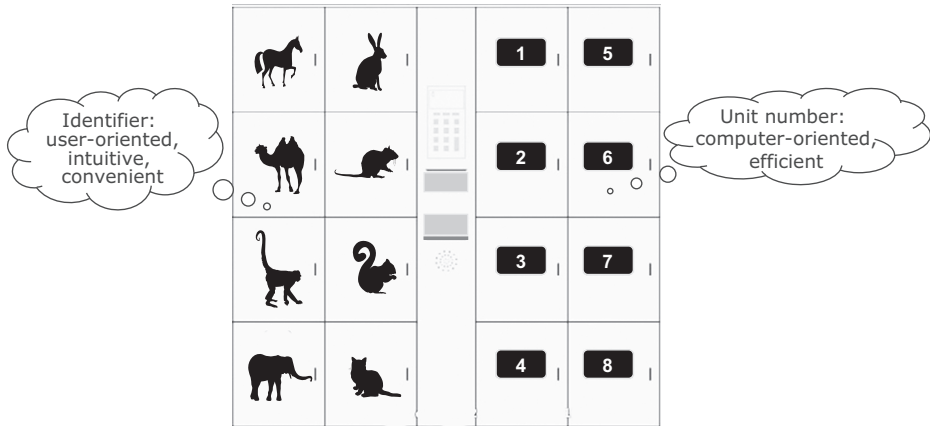 Identifier:
user-oriented,
intuitive,
convenient
1
5
2
6
3
7
4
8
Unit number:
computer-oriented,
efficient